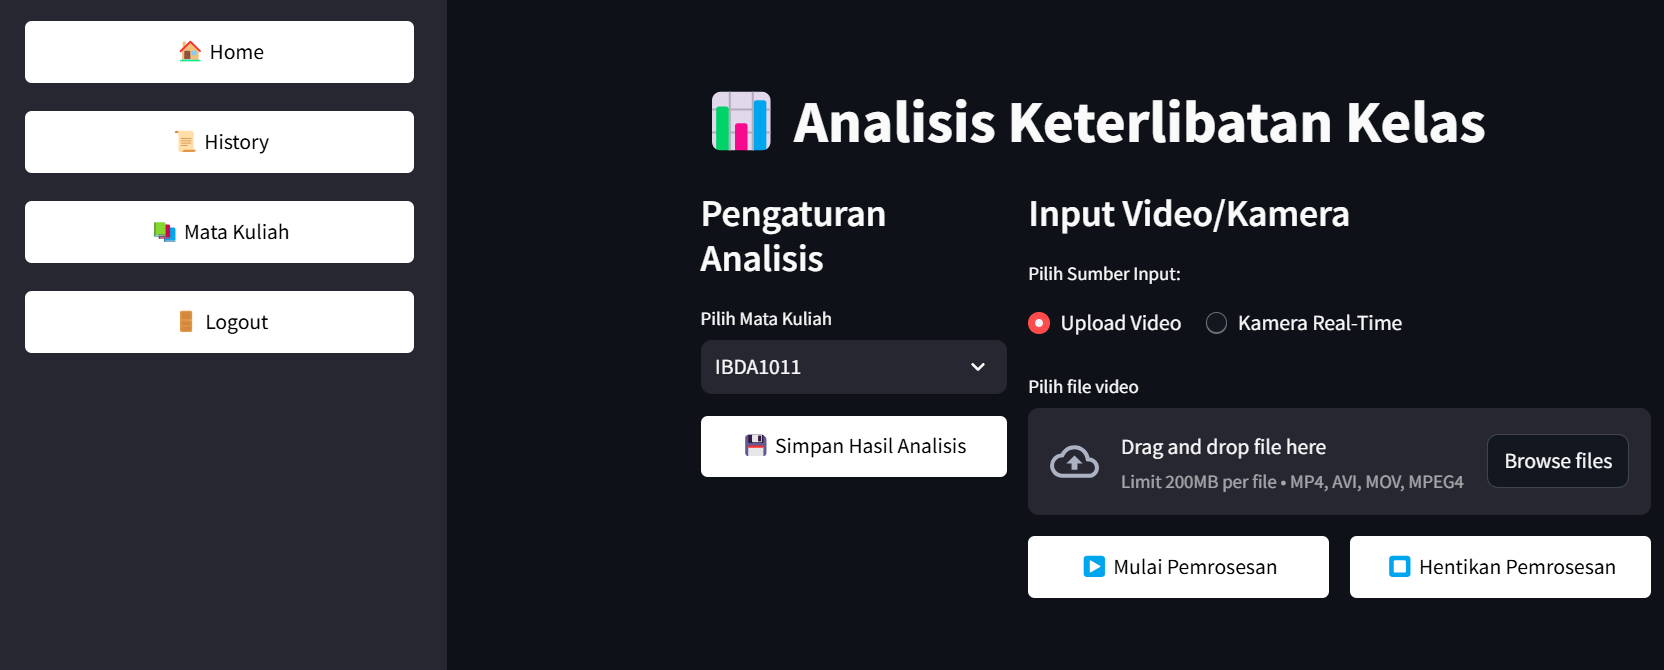 Home
History
Mata Kuliah
Logout
Analisis Keterlibatan Kelas
Pengaturan
Analisis
Pilih Mata Kuliah
IBDA1011
Simpan Hasil Analisis
Input Video/Kamera
Pilih Sumber Input:
Upload Video
Kamera Real-Time
Pilih file video
Drag and drop file here
Limit 200MB per file • MP4, AVI, MOV, MPEG4
Browse files
Mulai Pemrosesan
Hentikan Pemrosesan